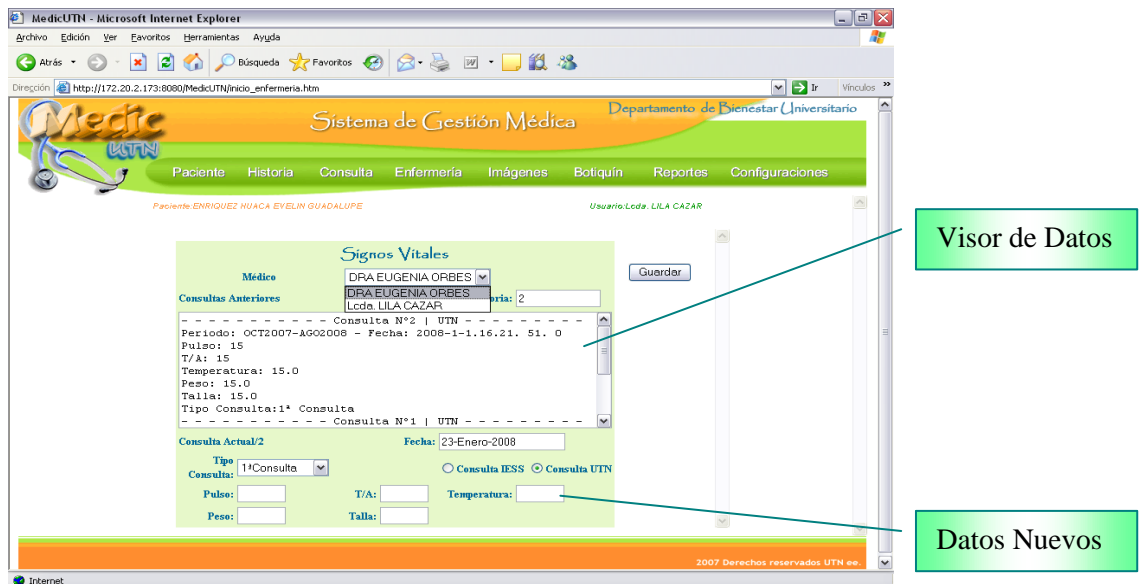 MedicUTN - Microsoft Internet Explorer
Archivo Edición Ver Favoritos Herramientas Ayuda
Atrás Búsqueda Favoritos
Dirección http://172.20.2.173:8080/MedicUTN/inicio_enfermeria.htm Ir Vínculos »
Medic UTN
Sistema de Gestión Médica
Departamento de Bienestar Universitario
Paciente Historia Consulta Enfermería Imágenes Botiquín Reportes Configuraciones
Paciente:ENRIQUEZ HUACA EVELIN GUADALUPE Usuario:Lcda. LILA CAZAR
Visor de Datos
Signos Vitales
Médico DRA EUGENIA ORBES Guardar
DRA EUGENIA ORBES
Lcda. LILA CAZAR
Consultas Anteriores oria: 2
- - - - - - - - - - - Consulta Nº2 | UTN - - - - - - - - - -
Periodo: OCT2007-AGO2008 - Fecha: 2008-1-1.16.21. 51. 0
Pulso: 15
T/A: 15
Temperatura: 15.0
Peso: 15.0
Talla: 15.0
Tipo Consulta:1ª Consulta
- - - - - - - - - - - Consulta Nº1 | UTN - - - - - - - - - -
Consulta Actual/2 Fecha: 23-Enero-2008
Tipo Consulta: 1ªConsulta Consulta IESS Consulta UTN
Pulso: T/A: Temperatura:
Peso: Talla:
Datos Nuevos
2007 Derechos reservados UTN ee.
Internet